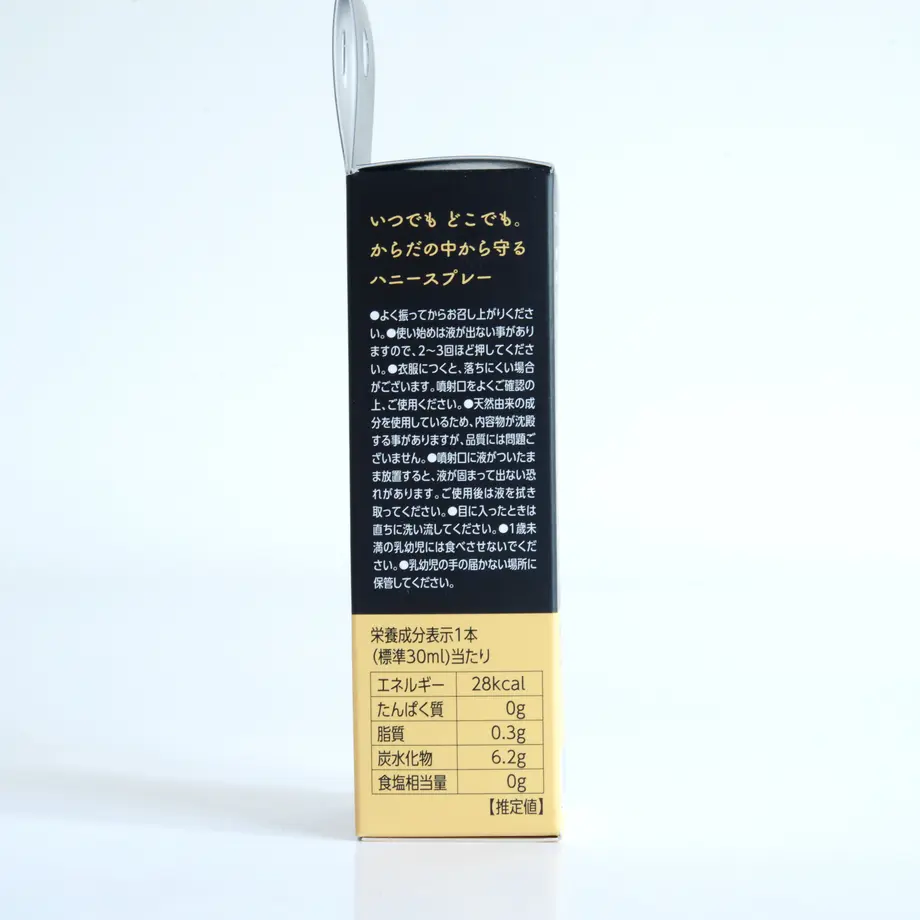 いつでも どこでも。
からだの中から守る
ハニースプレー
●よく振ってからお召し上がりくださ
い。●使い始めは液が出ない事があり
ますので、2〜3回ほど押してくださ
い。●衣服につくと、落ちにくい場合
がございます。噴射口をよくご確認の
上、ご使用ください。●天然由来の成
分を使用しているため、内容物が沈殿
する事がありますが、品質には問題ご
ざいません。●噴射口に液がついたま
ま放置すると、液が固まって出ない恐
れがあります。ご使用後は液を拭き
取ってください。●目に入ったときは
直ちに洗い流してください。●1歳未
満の乳幼児には食べさせないでくだ
さい。●乳幼児の手の届かない場所に
保管してください。
栄養成分表示1本
(標準30ml)当たり
エネルギー 28kcal
たんぱく質 0g
脂質 0.3g
炭水化物 6.2g
食塩相当量 0g
【推定値】